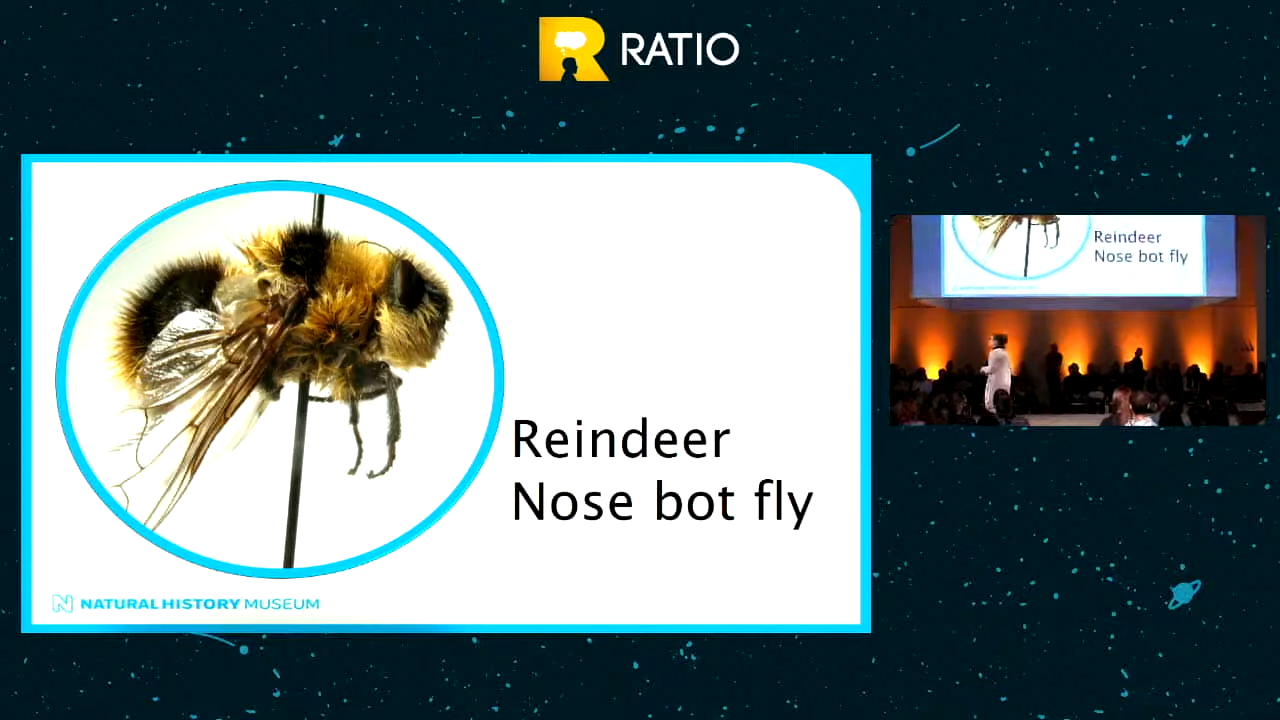 RATIO
Reindeer
Nose bot fly
NATURAL HISTORY MUSEUM
Reindeer
Nose bot fly